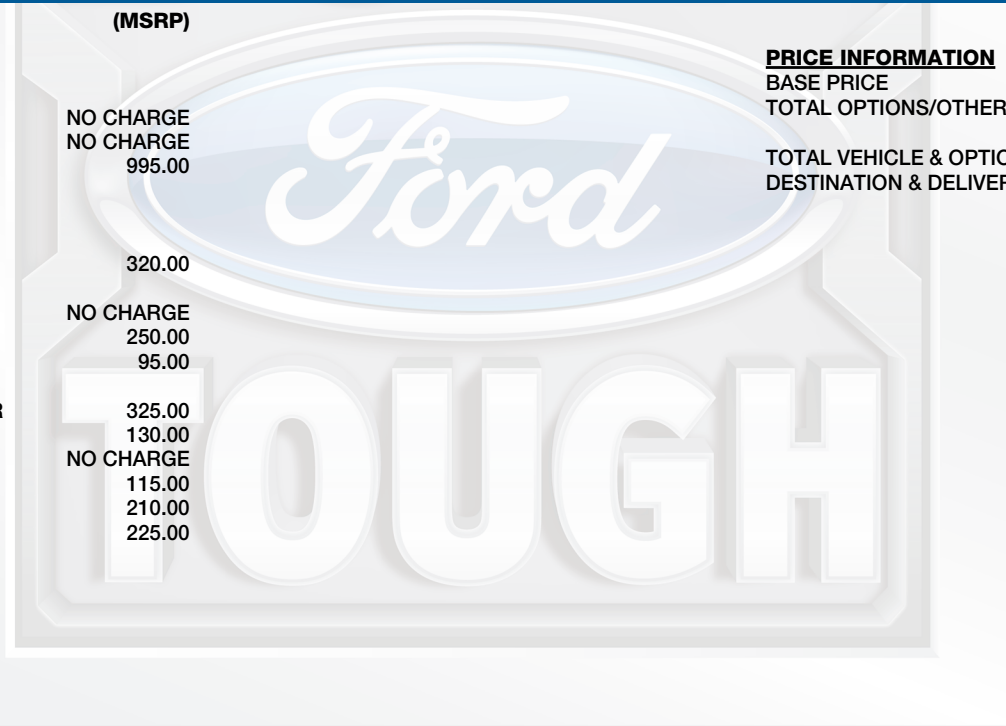 (MSRP)
NO CHARGE
NO CHARGE
995.00
320.00
NO CHARGE
250.00
95.00
R 325.00
130.00
NO CHARGE
115.00
210.00
225.00
PRICE INFORMATION
BASE PRICE
TOTAL OPTIONS/OTHER
TOTAL VEHICLE & OPTIO
DESTINATION & DELIVER
Ford
TOUGH